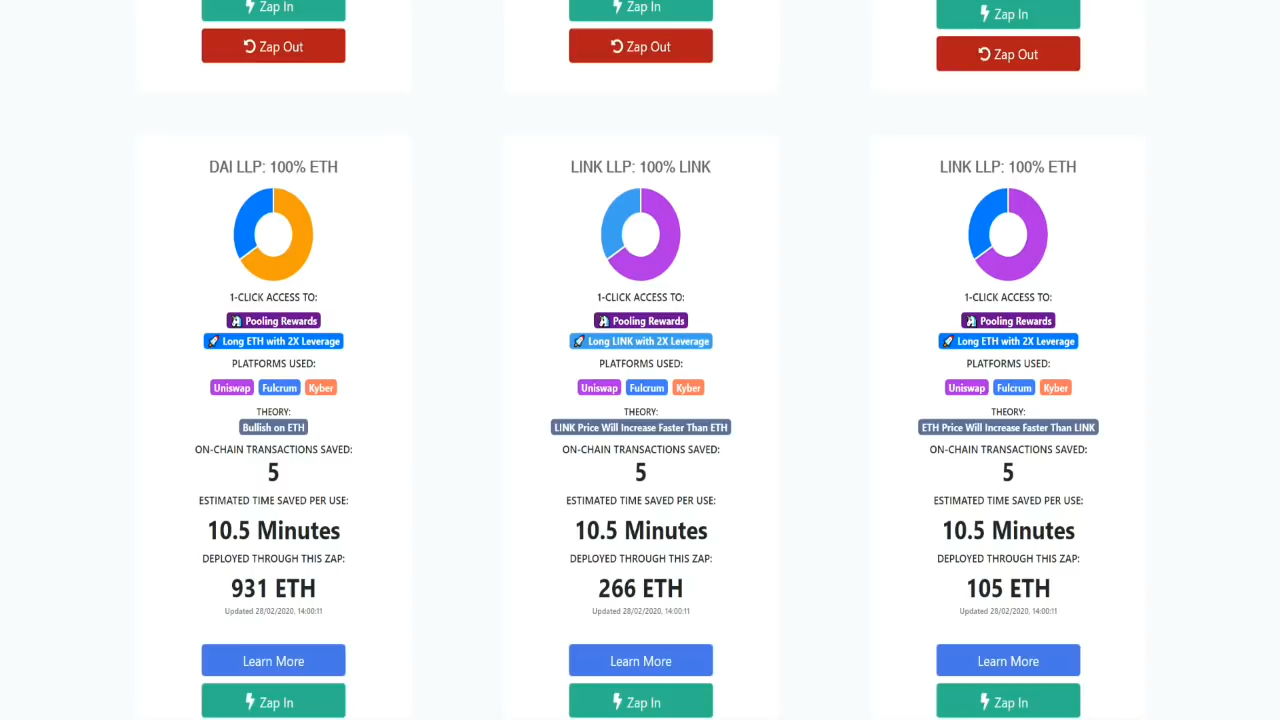 Zap In
Zap Out
Zap In
Zap Out
Zap In
Zap Out
DAI LLP: 100% ETH
1-CLICK ACCESS TO:
Pooling Rewards
Long ETH with 2X Leverage
PLATFORMS USED:
Uniswap Fulcrum Kyber
THEORY:
Bullish on ETH
ON-CHAIN TRANSACTIONS SAVED:
5
ESTIMATED TIME SAVED PER USE:
10.5 Minutes
DEPLOYED THROUGH THIS ZAP:
931 ETH
Updated 28/02/2020, 14:00:11
Learn More
Zap In
LINK LLP: 100% LINK
1-CLICK ACCESS TO:
Pooling Rewards
Long LINK with 2X Leverage
PLATFORMS USED:
Uniswap Fulcrum Kyber
THEORY:
LINK Price Will Increase Faster Than ETH
ON-CHAIN TRANSACTIONS SAVED:
5
ESTIMATED TIME SAVED PER USE:
10.5 Minutes
DEPLOYED THROUGH THIS ZAP:
266 ETH
Updated 28/02/2020, 14:00:11
Learn More
Zap In
LINK LLP: 100% ETH
1-CLICK ACCESS TO:
Pooling Rewards
Long ETH with 2X Leverage
PLATFORMS USED:
Uniswap Fulcrum Kyber
THEORY:
ETH Price Will Increase Faster Than LINK
ON-CHAIN TRANSACTIONS SAVED:
5
ESTIMATED TIME SAVED PER USE:
10.5 Minutes
DEPLOYED THROUGH THIS ZAP:
105 ETH
Updated 28/02/2020, 14:00:11
Learn More
Zap In